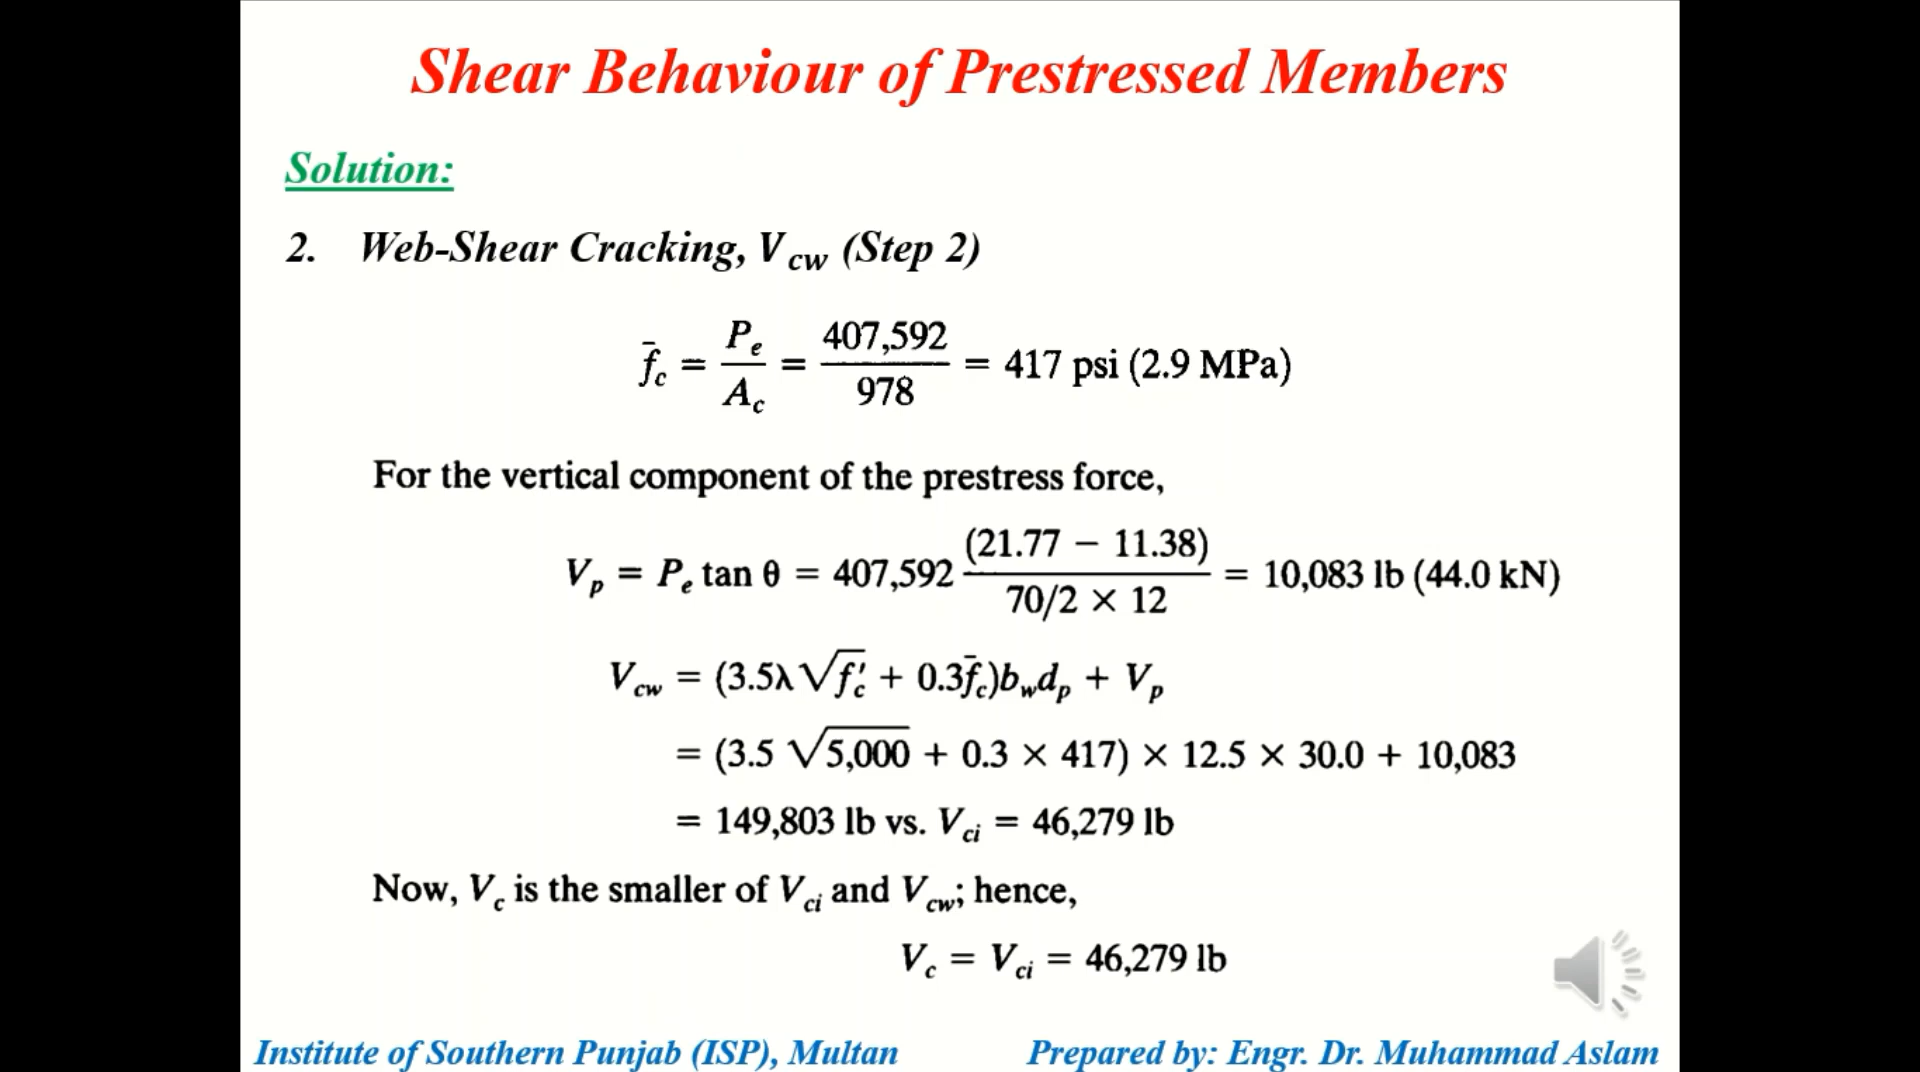 Shear Behaviour of Prestressed Members
Solution:
2. Web-Shear Cracking, V_cw (Step 2)
f̄_c = P_e / A_c = 407,592 / 978 = 417 psi (2.9 MPa)
For the vertical component of the prestress force,
V_p = P_e tan θ = 407,592 (21.77 − 11.38) / 70/2 × 12 = 10,083 lb (44.0 kN)
V_cw = (3.5λ√f′_c + 0.3f̄_c)b_wd_p + V_p
= (3.5 √5,000 + 0.3 × 417) × 12.5 × 30.0 + 10,083
= 149,803 lb vs. V_ci = 46,279 lb
Now, V_c is the smaller of V_ci and V_cw; hence,
V_c = V_ci = 46,279 lb
Institute of Southern Punjab (ISP), Multan
Prepared by: Engr. Dr. Muhammad Aslam